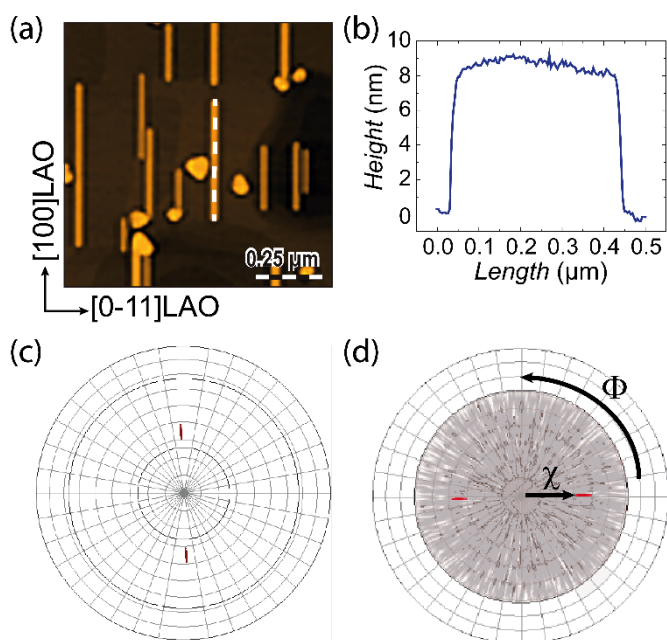 (a)
[100]LAO
[0-11]LAO
0.25 μm
(b)
Height (nm)
10
8
6
4
2
0
0.0 0.1 0.2 0.3 0.4 0.5
Length (μm)
(c)
(d)
Φ
χ